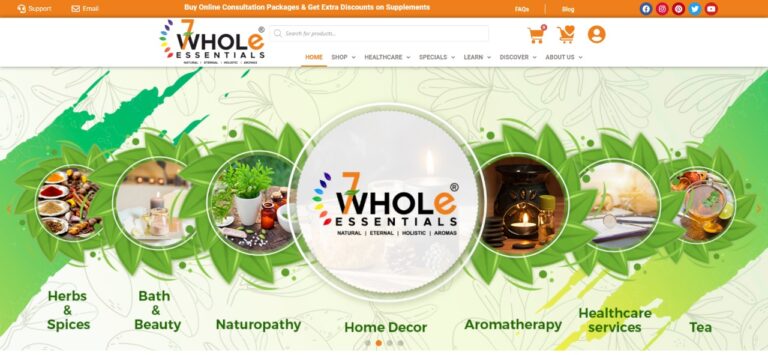 Support
Email
Buy Online Consultation Packages & Get Extra Discounts on Supplements
FAQs
Blog
7
WHOLe®
ESSENTIALS
NATURAL | ETERNAL | HOLISTIC | AROMAS
Search for products...
HOME SHOP HEALTHCARE SPECIALS LEARN DISCOVER ABOUT US
7
WHOLe®
ESSENTIALS
NATURAL | ETERNAL | HOLISTIC | AROMAS
Herbs
&
Spices
Bath
&
Beauty
Naturopathy
Home Decor
Aromatherapy
Healthcare
services
Tea